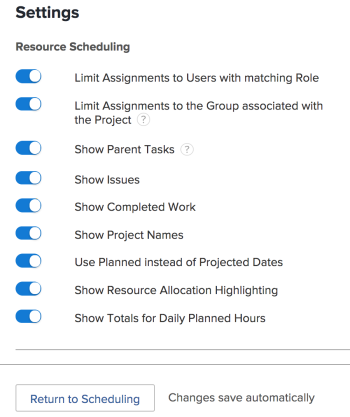 Settings
Resource Scheduling
Limit Assignments to Users with matching Role
Limit Assignments to the Group associated with
the Project ?
Show Parent Tasks ?
Show Issues
Show Completed Work
Show Project Names
Use Planned instead of Projected Dates
Show Resource Allocation Highlighting
Show Totals for Daily Planned Hours
Return to Scheduling Changes save automatically